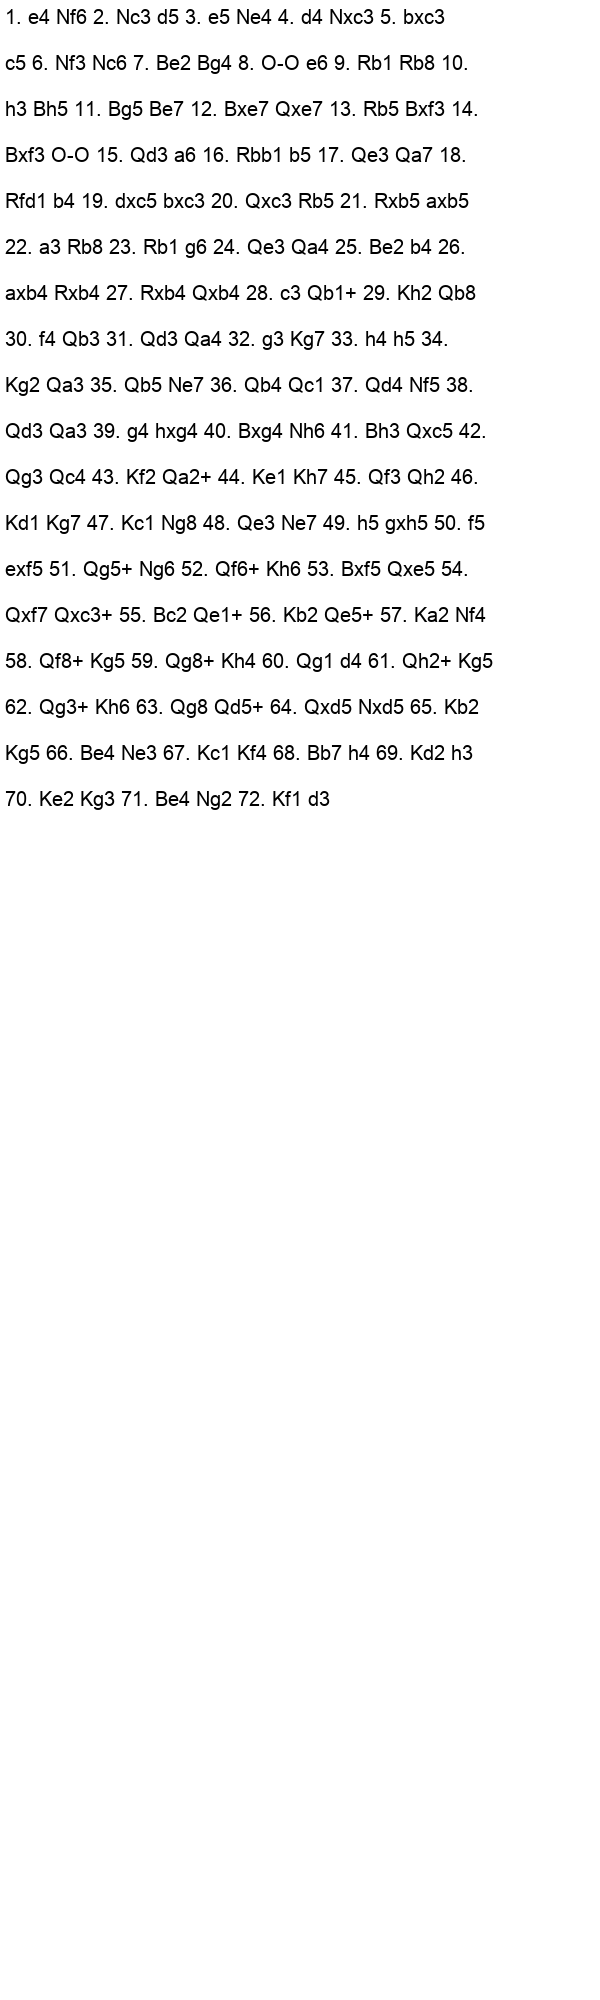 1. e4 Nf6 2. Nc3 d5 3. e5 Ne4 4. d4 Nxc3 5. bxc3
c5 6. Nf3 Nc6 7. Be2 Bg4 8. O-O e6 9. Rb1 Rb8 10.
h3 Bh5 11. Bg5 Be7 12. Bxe7 Qxe7 13. Rb5 Bxf3 14.
Bxf3 O-O 15. Qd3 a6 16. Rbb1 b5 17. Qe3 Qa7 18.
Rfd1 b4 19. dxc5 bxc3 20. Qxc3 Rb5 21. Rxb5 axb5
22. a3 Rb8 23. Rb1 g6 24. Qe3 Qa4 25. Be2 b4 26.
axb4 Rxb4 27. Rxb4 Qxb4 28. c3 Qb1+ 29. Kh2 Qb8
30. f4 Qb3 31. Qd3 Qa4 32. g3 Kg7 33. h4 h5 34.
Kg2 Qa3 35. Qb5 Ne7 36. Qb4 Qc1 37. Qd4 Nf5 38.
Qd3 Qa3 39. g4 hxg4 40. Bxg4 Nh6 41. Bh3 Qxc5 42.
Qg3 Qc4 43. Kf2 Qa2+ 44. Ke1 Kh7 45. Qf3 Qh2 46.
Kd1 Kg7 47. Kc1 Ng8 48. Qe3 Ne7 49. h5 gxh5 50. f5
exf5 51. Qg5+ Ng6 52. Qf6+ Kh6 53. Bxf5 Qxe5 54.
Qxf7 Qxc3+ 55. Bc2 Qe1+ 56. Kb2 Qe5+ 57. Ka2 Nf4
58. Qf8+ Kg5 59. Qg8+ Kh4 60. Qg1 d4 61. Qh2+ Kg5
62. Qg3+ Kh6 63. Qg8 Qd5+ 64. Qxd5 Nxd5 65. Kb2
Kg5 66. Be4 Ne3 67. Kc1 Kf4 68. Bb7 h4 69. Kd2 h3
70. Ke2 Kg3 71. Be4 Ng2 72. Kf1 d3